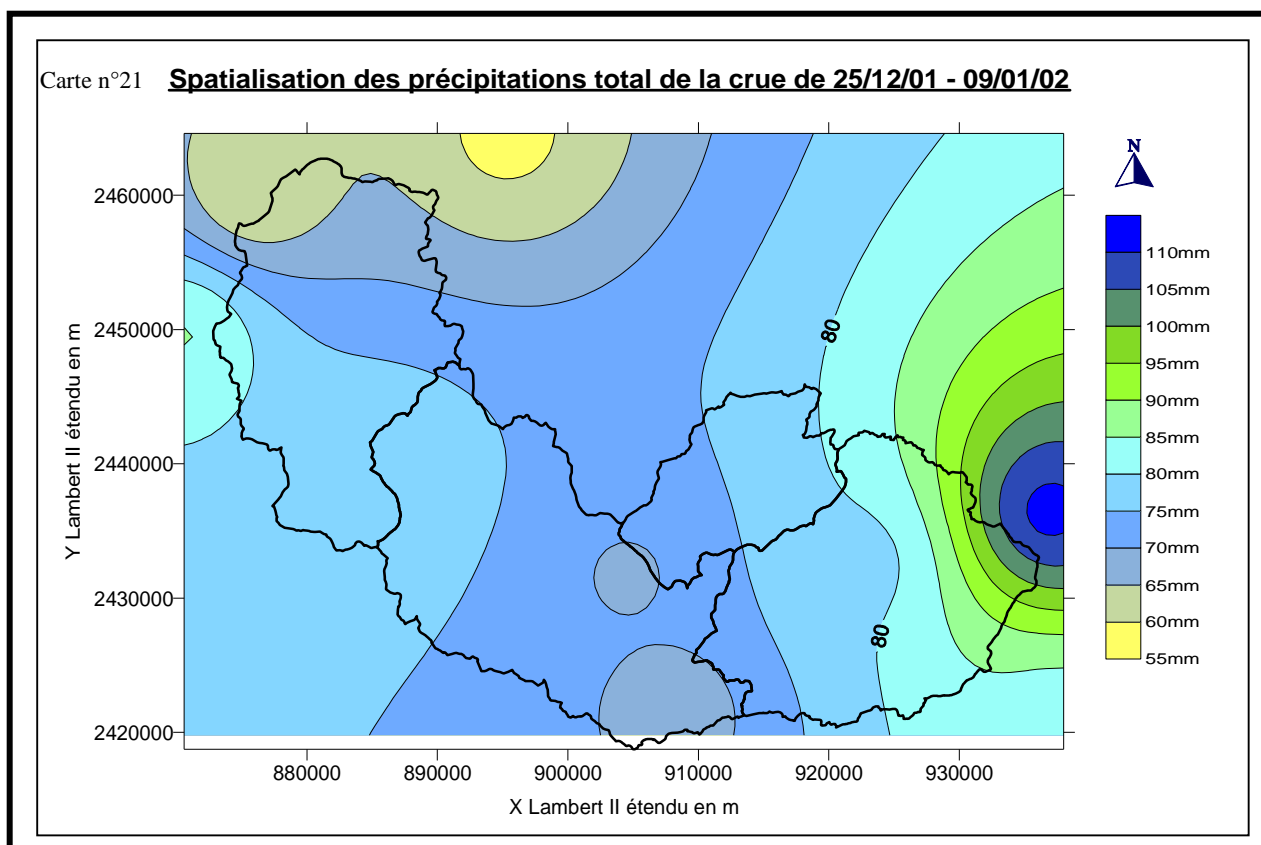 Carte n°21 Spatialisation des précipitations total de la crue de 25/12/01 - 09/01/02
N
2460000
2450000
2440000
2430000
2420000
Y Lambert II étendu en m
880000 890000 900000 910000 920000 930000
X Lambert II étendu en m
80
80
110mm
105mm
100mm
95mm
90mm
85mm
80mm
75mm
70mm
65mm
60mm
55mm